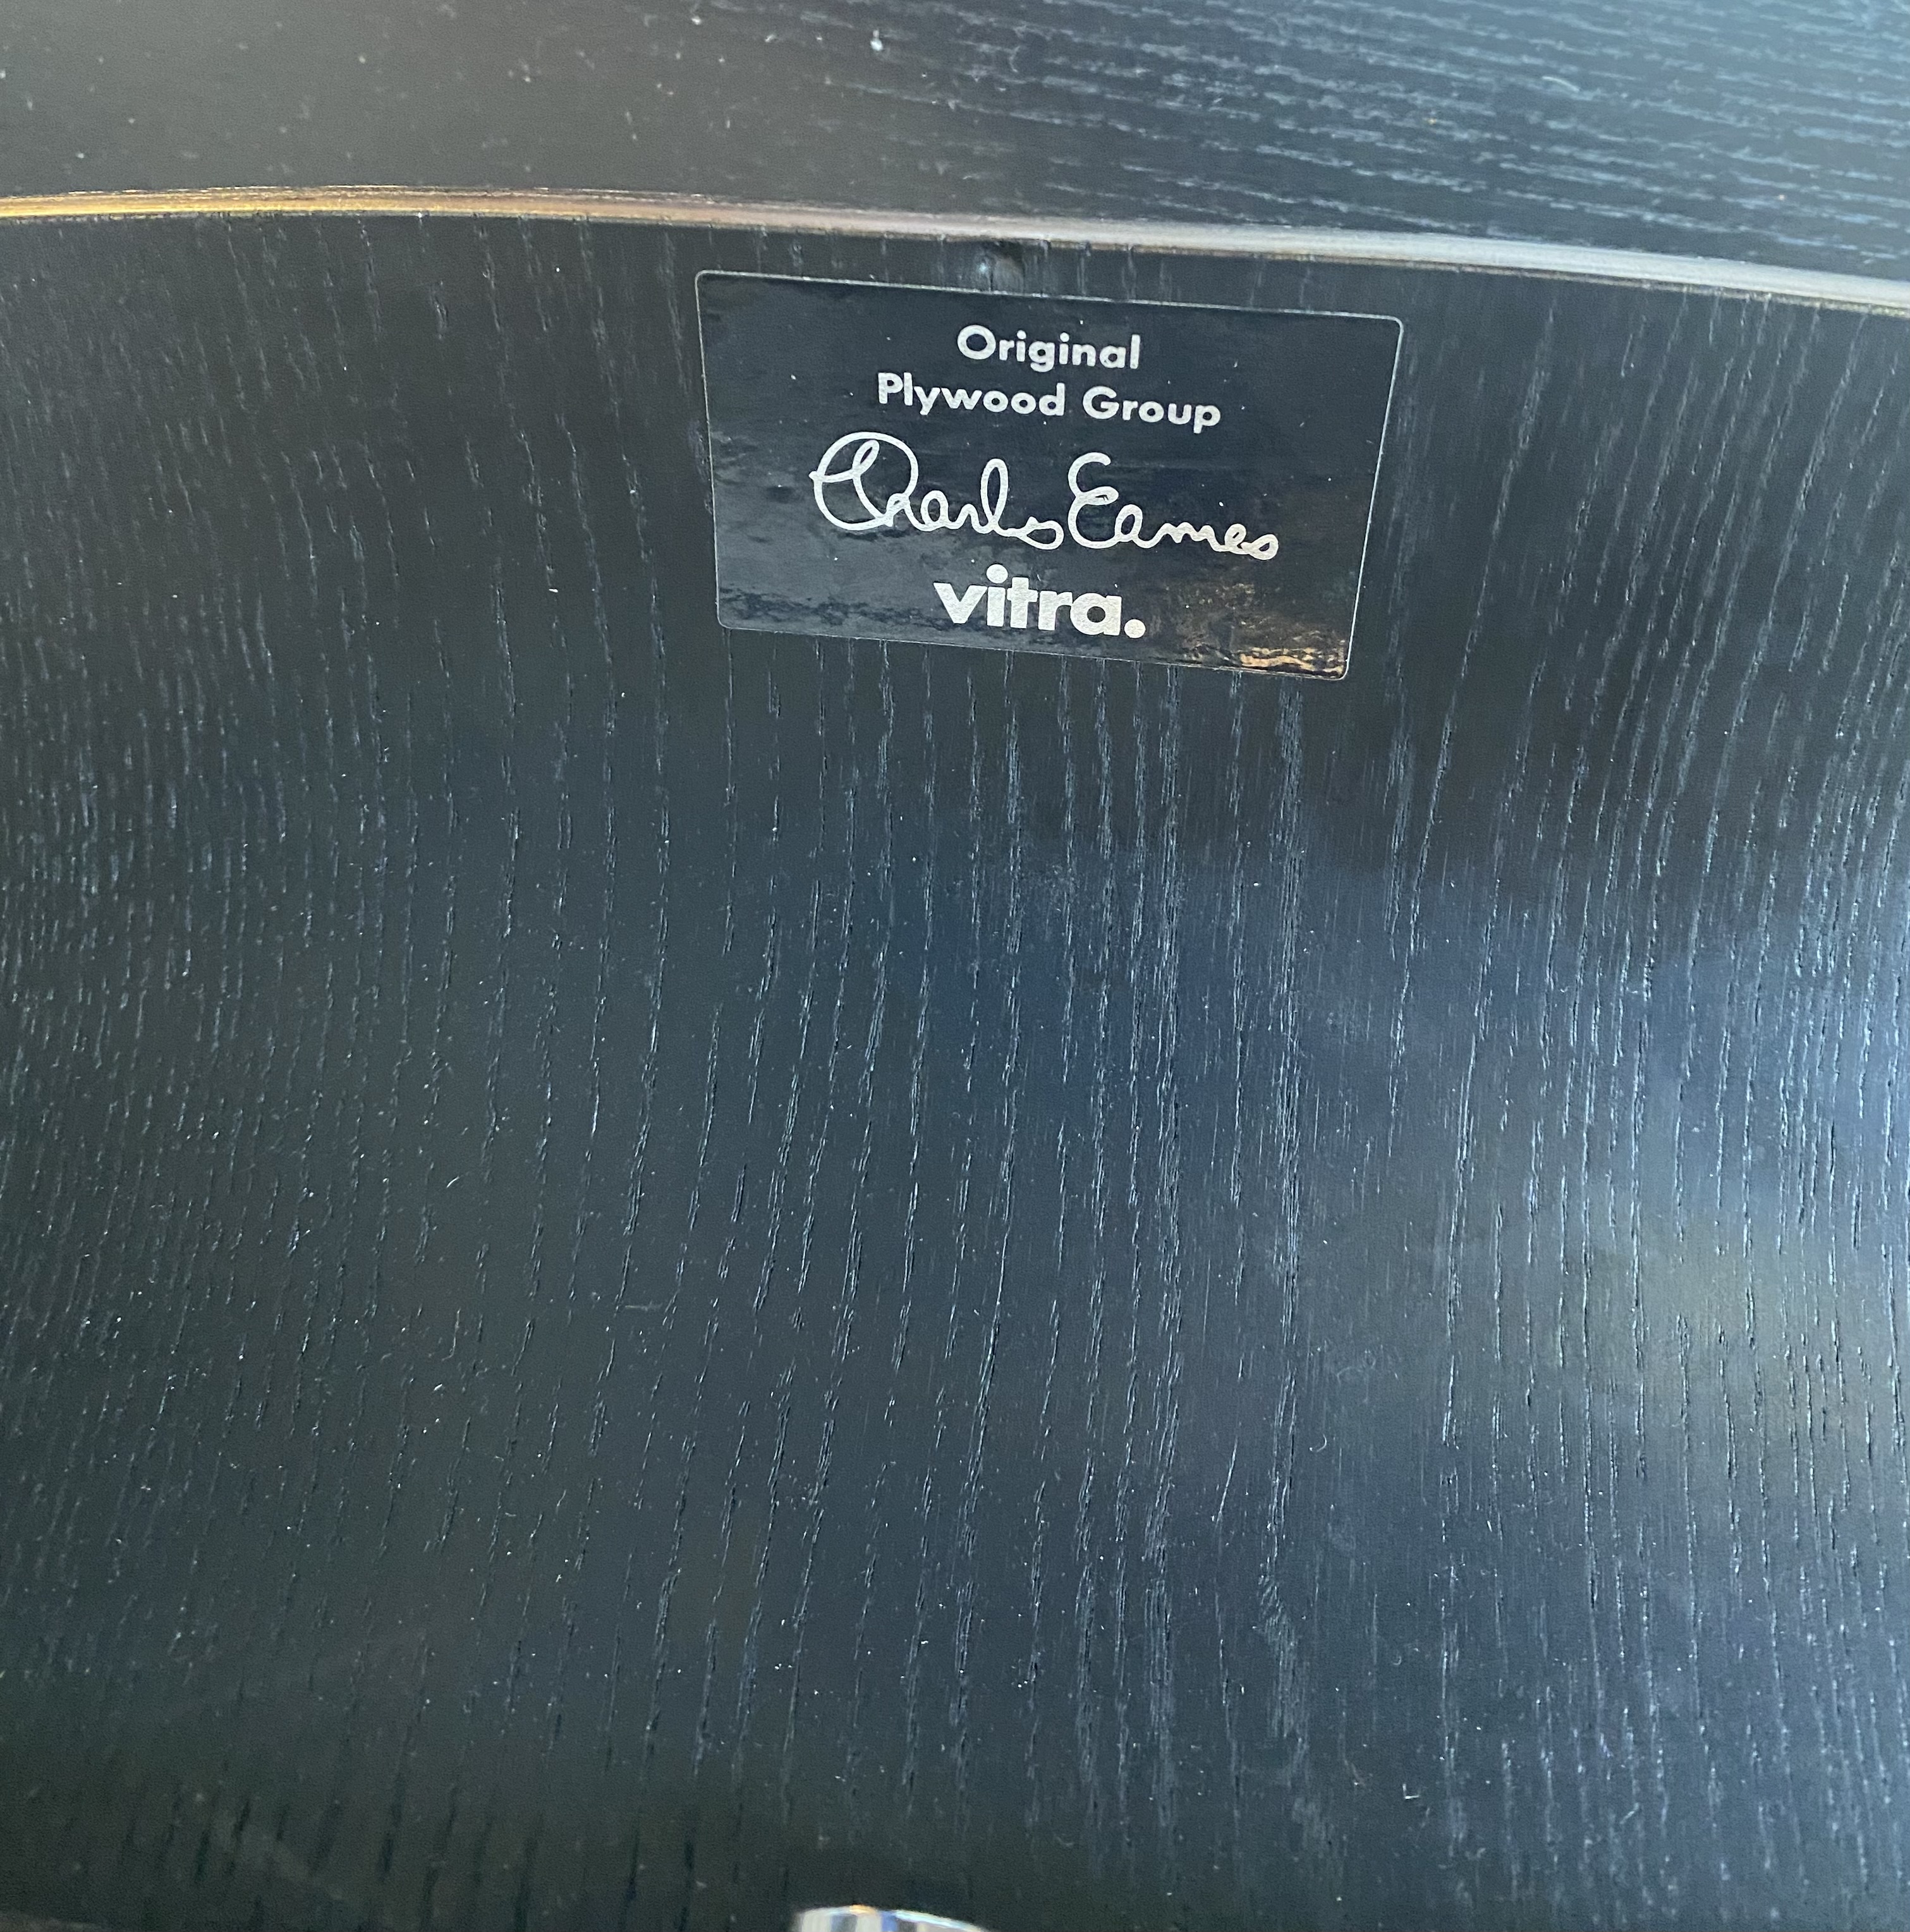 Original
Plywood Group
Charles Eames
vitra.